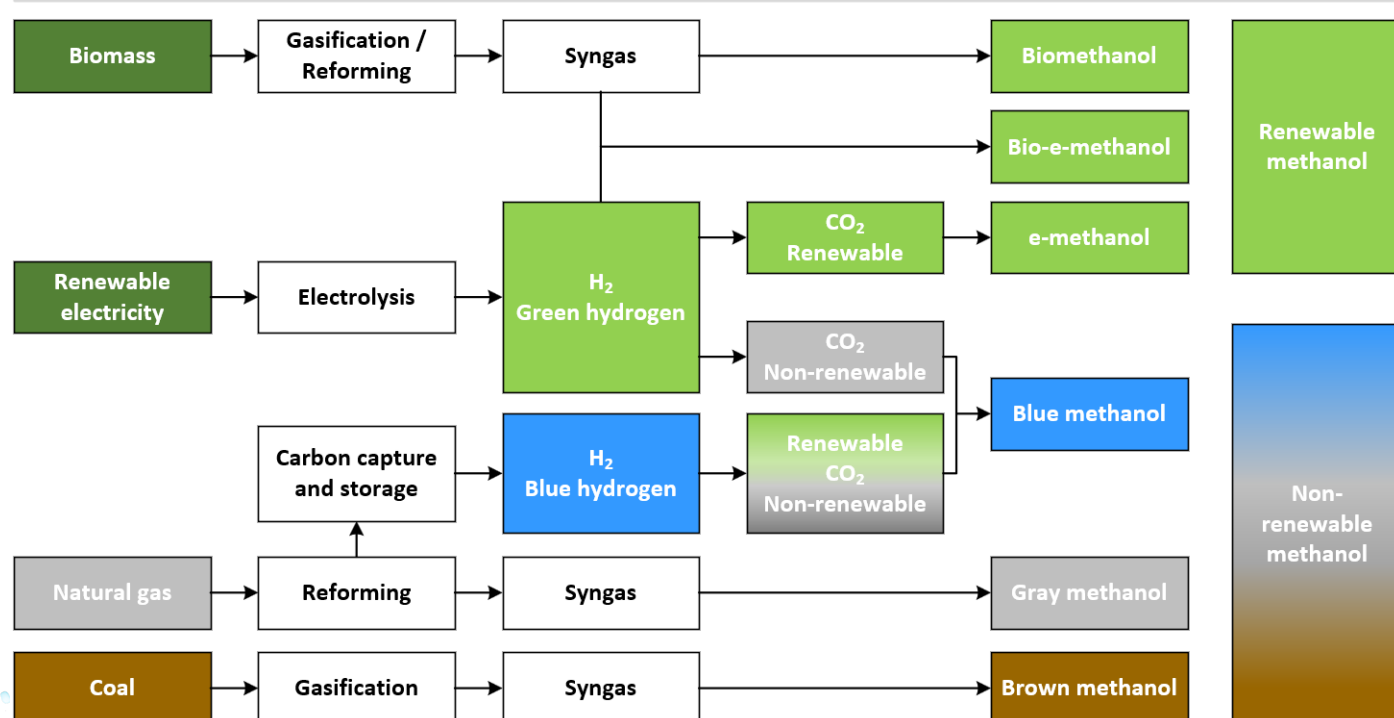 Biomass
Gasification /
Reforming
Syngas
Biomethanol
Bio-e-methanol
Renewable
methanol
Renewable
electricity
Electrolysis
H₂
Green hydrogen
CO₂
Renewable
e-methanol
CO₂
Non-renewable
Blue methanol
Carbon capture
and storage
H₂
Blue hydrogen
Renewable
CO₂
Non-renewable
Non-
renewable
methanol
Natural gas
Reforming
Syngas
Gray methanol
Coal
Gasification
Syngas
Brown methanol